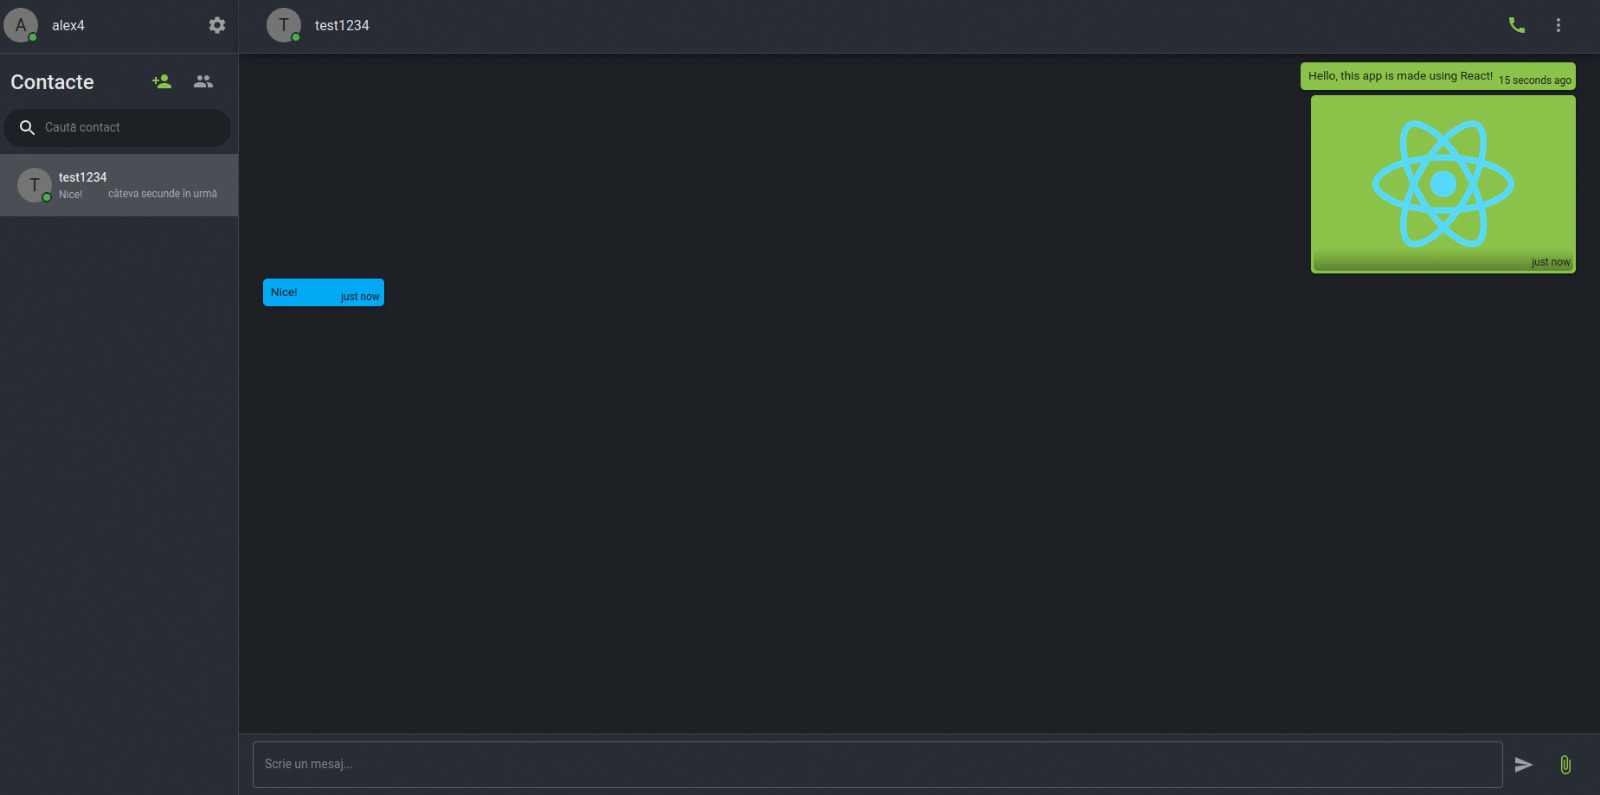 A alex4
Contacte
Caută contact
T test1234
Nice! câteva secunde în urmă
T test1234
Hello, this app is made using React! 15 seconds ago
just now
Nice! just now
Scrie un mesaj...